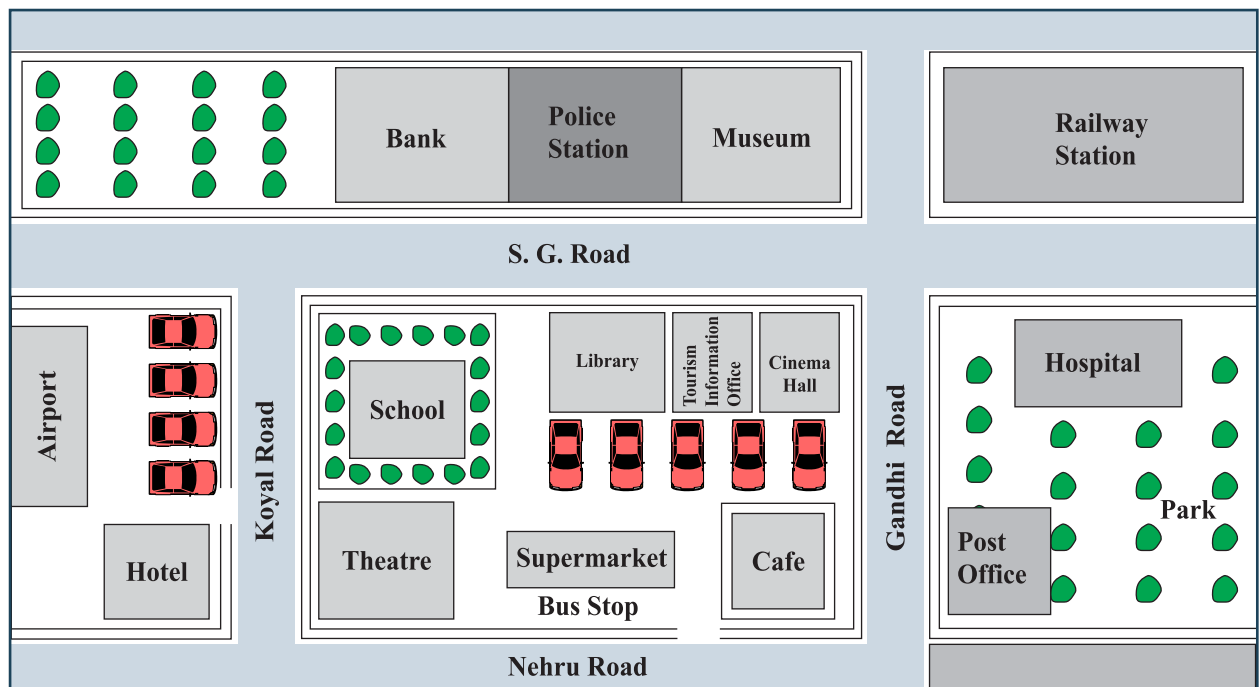 Bank
Police
Station
Museum
Railway
Station
S. G. Road
Airport
Koyal Road
School
Library
Tourism
Information
Office
Cinema
Hall
Gandhi Road
Hospital
Park
Hotel
Theatre
Supermarket
Cafe
Post
Office
Bus Stop
Nehru Road